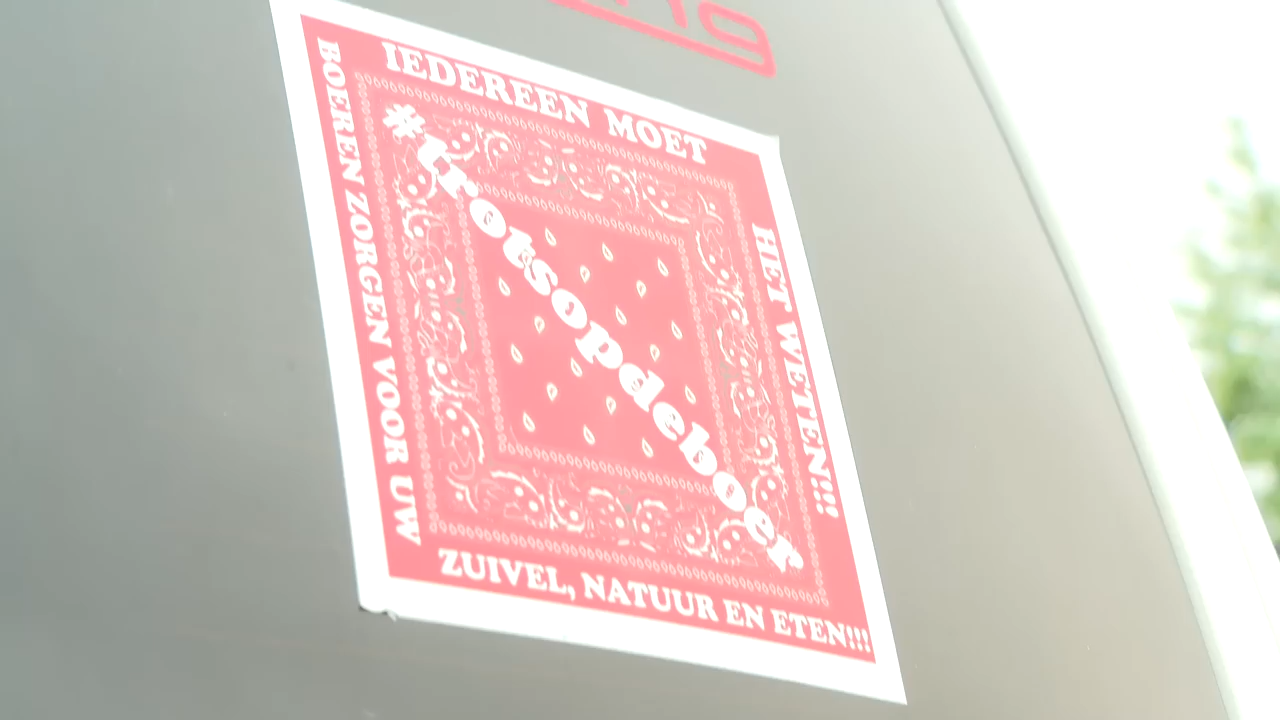 IEDEREEN MOET
HET WETEN!!!
BOEREN ZORGEN VOOR UW
ZUIVEL, NATUUR EN ETEN!!!
#trotsopdeboer